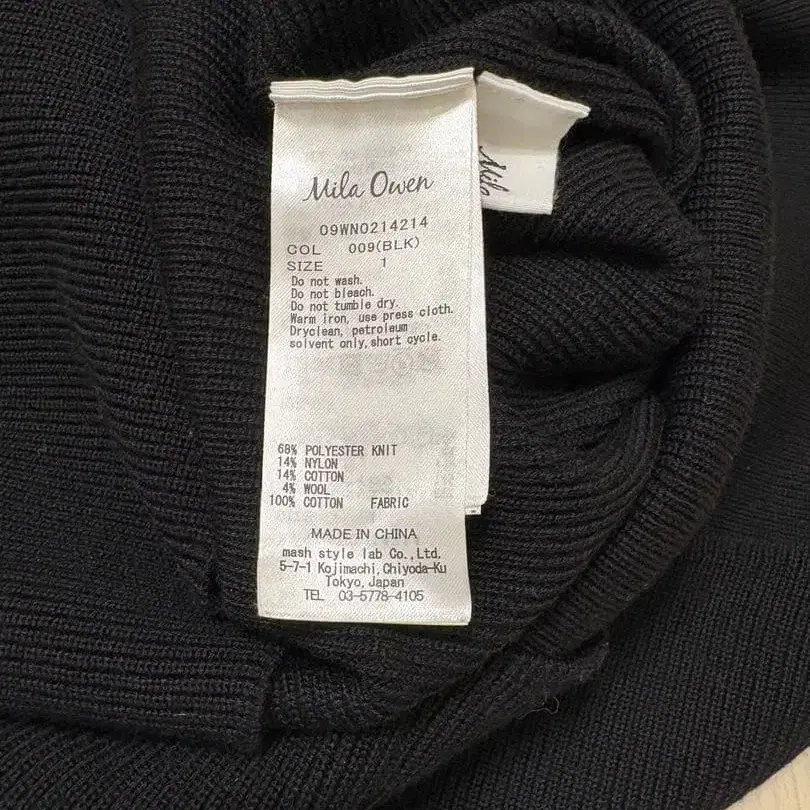 Mila Owen
09WNO214214
COL 009(BLK)
SIZE 1
Do not wash.
Do not bleach.
Do not tumble dry.
Warm iron, use press cloth.
Dryclean, petroleum
solvent only, short cycle.
68% POLYESTER KNIT
14% NYLON
14% COTTON
4% WOOL
100% COTTON FABRIC
MADE IN CHINA
mash style lab Co., Ltd.
5-7-1 Kojimachi, Chiyoda-Ku
Tokyo, Japan
TEL 03-5778-4105
Mila